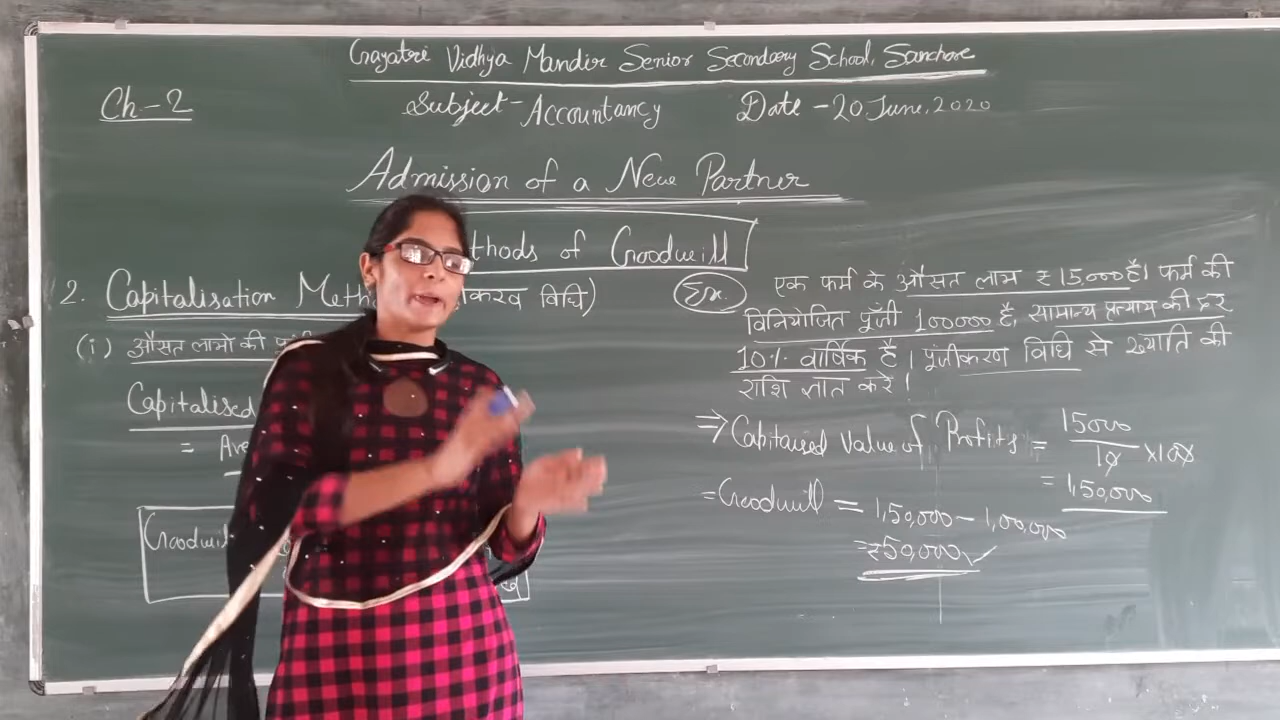 Gayatri Vidhya Mandir Senior Secondary School, Sanchore
Ch-2
Subject-Accountancy
Date-20.June.2020
Admission of a New Partner
thods of Goodwill
2. Capitalisation Meth
विधि)
(i) औसत लाभो की
Capitalised
= Ave
Goodwil
Ex. एक फर्म के औसत लाभ ₹15,000 है। फर्म की
विनियोजित पूँजी 100000 है, सामान्य प्रत्याय की दर
10% वार्षिक है। पूंजीकरण विधि से ख्याति की
राशि ज्ञात करें।
⇒ Capitalised Value of Profits = 15000/10 ×100
= 1,50,000
=Goodwill = 1,50,000 - 1,00,000
=₹50,000 ✓